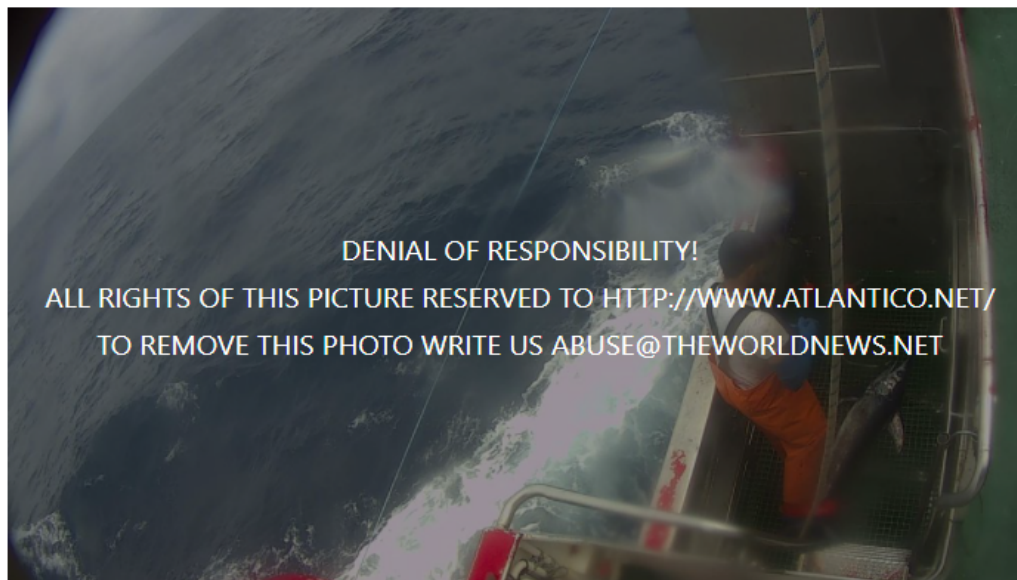 DENIAL OF RESPONSIBILITY!
ALL RIGHTS OF THIS PICTURE RESERVED TO HTTP://WWW.ATLANTICO.NET/
TO REMOVE THIS PHOTO WRITE US ABUSE@THEWORLDNEWS.NET